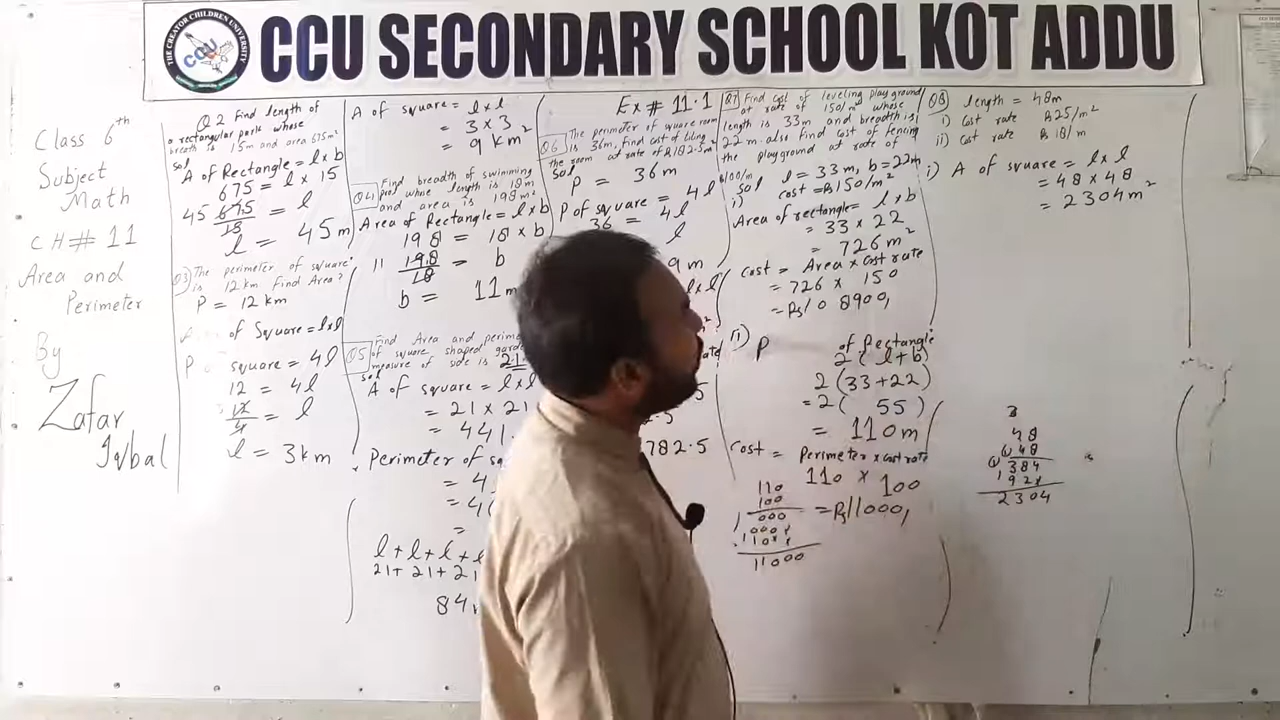 THE CREATOR CHILDREN UNIVERSITY
CCU
CCU SECONDARY SCHOOL KOT ADDU
Class 6th
Subject
Math
CH# 11
Area and
Perimeter
By
Zafar
Iqbal
Q2 Find length of
a rectangular park whose
breath is 15m and area 675m²
Sol
A of Rectangle = l×b
675 = l × 15
45 675 = l
15
l = 45m
Q3 The perimeter of square
is 12 km find Area?
P = 12 km
of Square = l×l
P square = 4l
12 = 4l
12 = l
4
l = 3km
A of square = l×l
= 3×3
= 9 km²
Q4 Find breadth of swimming
pool whose length is 18m
and area is 198m²
Area of Rectangle = l×b
198 = 18 × b
11 198 = b
18
b = 11m
Q5 Find Area and perim
of square shaped gard
measure of side is 21
sol
A of square = l×l
= 21 × 21
= 441
Perimeter of sq
= 4
= 4(
=
l+l+l+l
21+21+21
84
Ex # 11.1
Q6 The perimeter of square room
is 36m, find cost of tiling
the room at rate of Rs 182.5m²
Sol
P = 36m
P of square = 4l
36 = 4l
l
9m
l×l
rate
782.5
Q7 Find cost of leveling playground
at rate of 150/m² whose
length is 33m and breadth is
22m. also find cost of fencing
the playground at rate of
100/m
sol l = 33m, b = 22m
i) cost = Rs150/m²
Area of rectangle = l×b
= 33 × 22
= 726 m²
cost = Area × cost rate
= 726 × 150
= Rs108900,
(ii) P of Rectangle
2(l+b)
2(33+22)
= 2( 55)
= 110m
Cost = Perimeter × cost rate
110 × 100
= Rs11000,
110
100
000
000×
110××
11000
Q8 length = 48m
i) cost rate Rs25/m²
ii) cost rate Rs18/m
i) A of square = l×l
= 48 × 48
= 2304m²
3
48
48
384
192×
2304